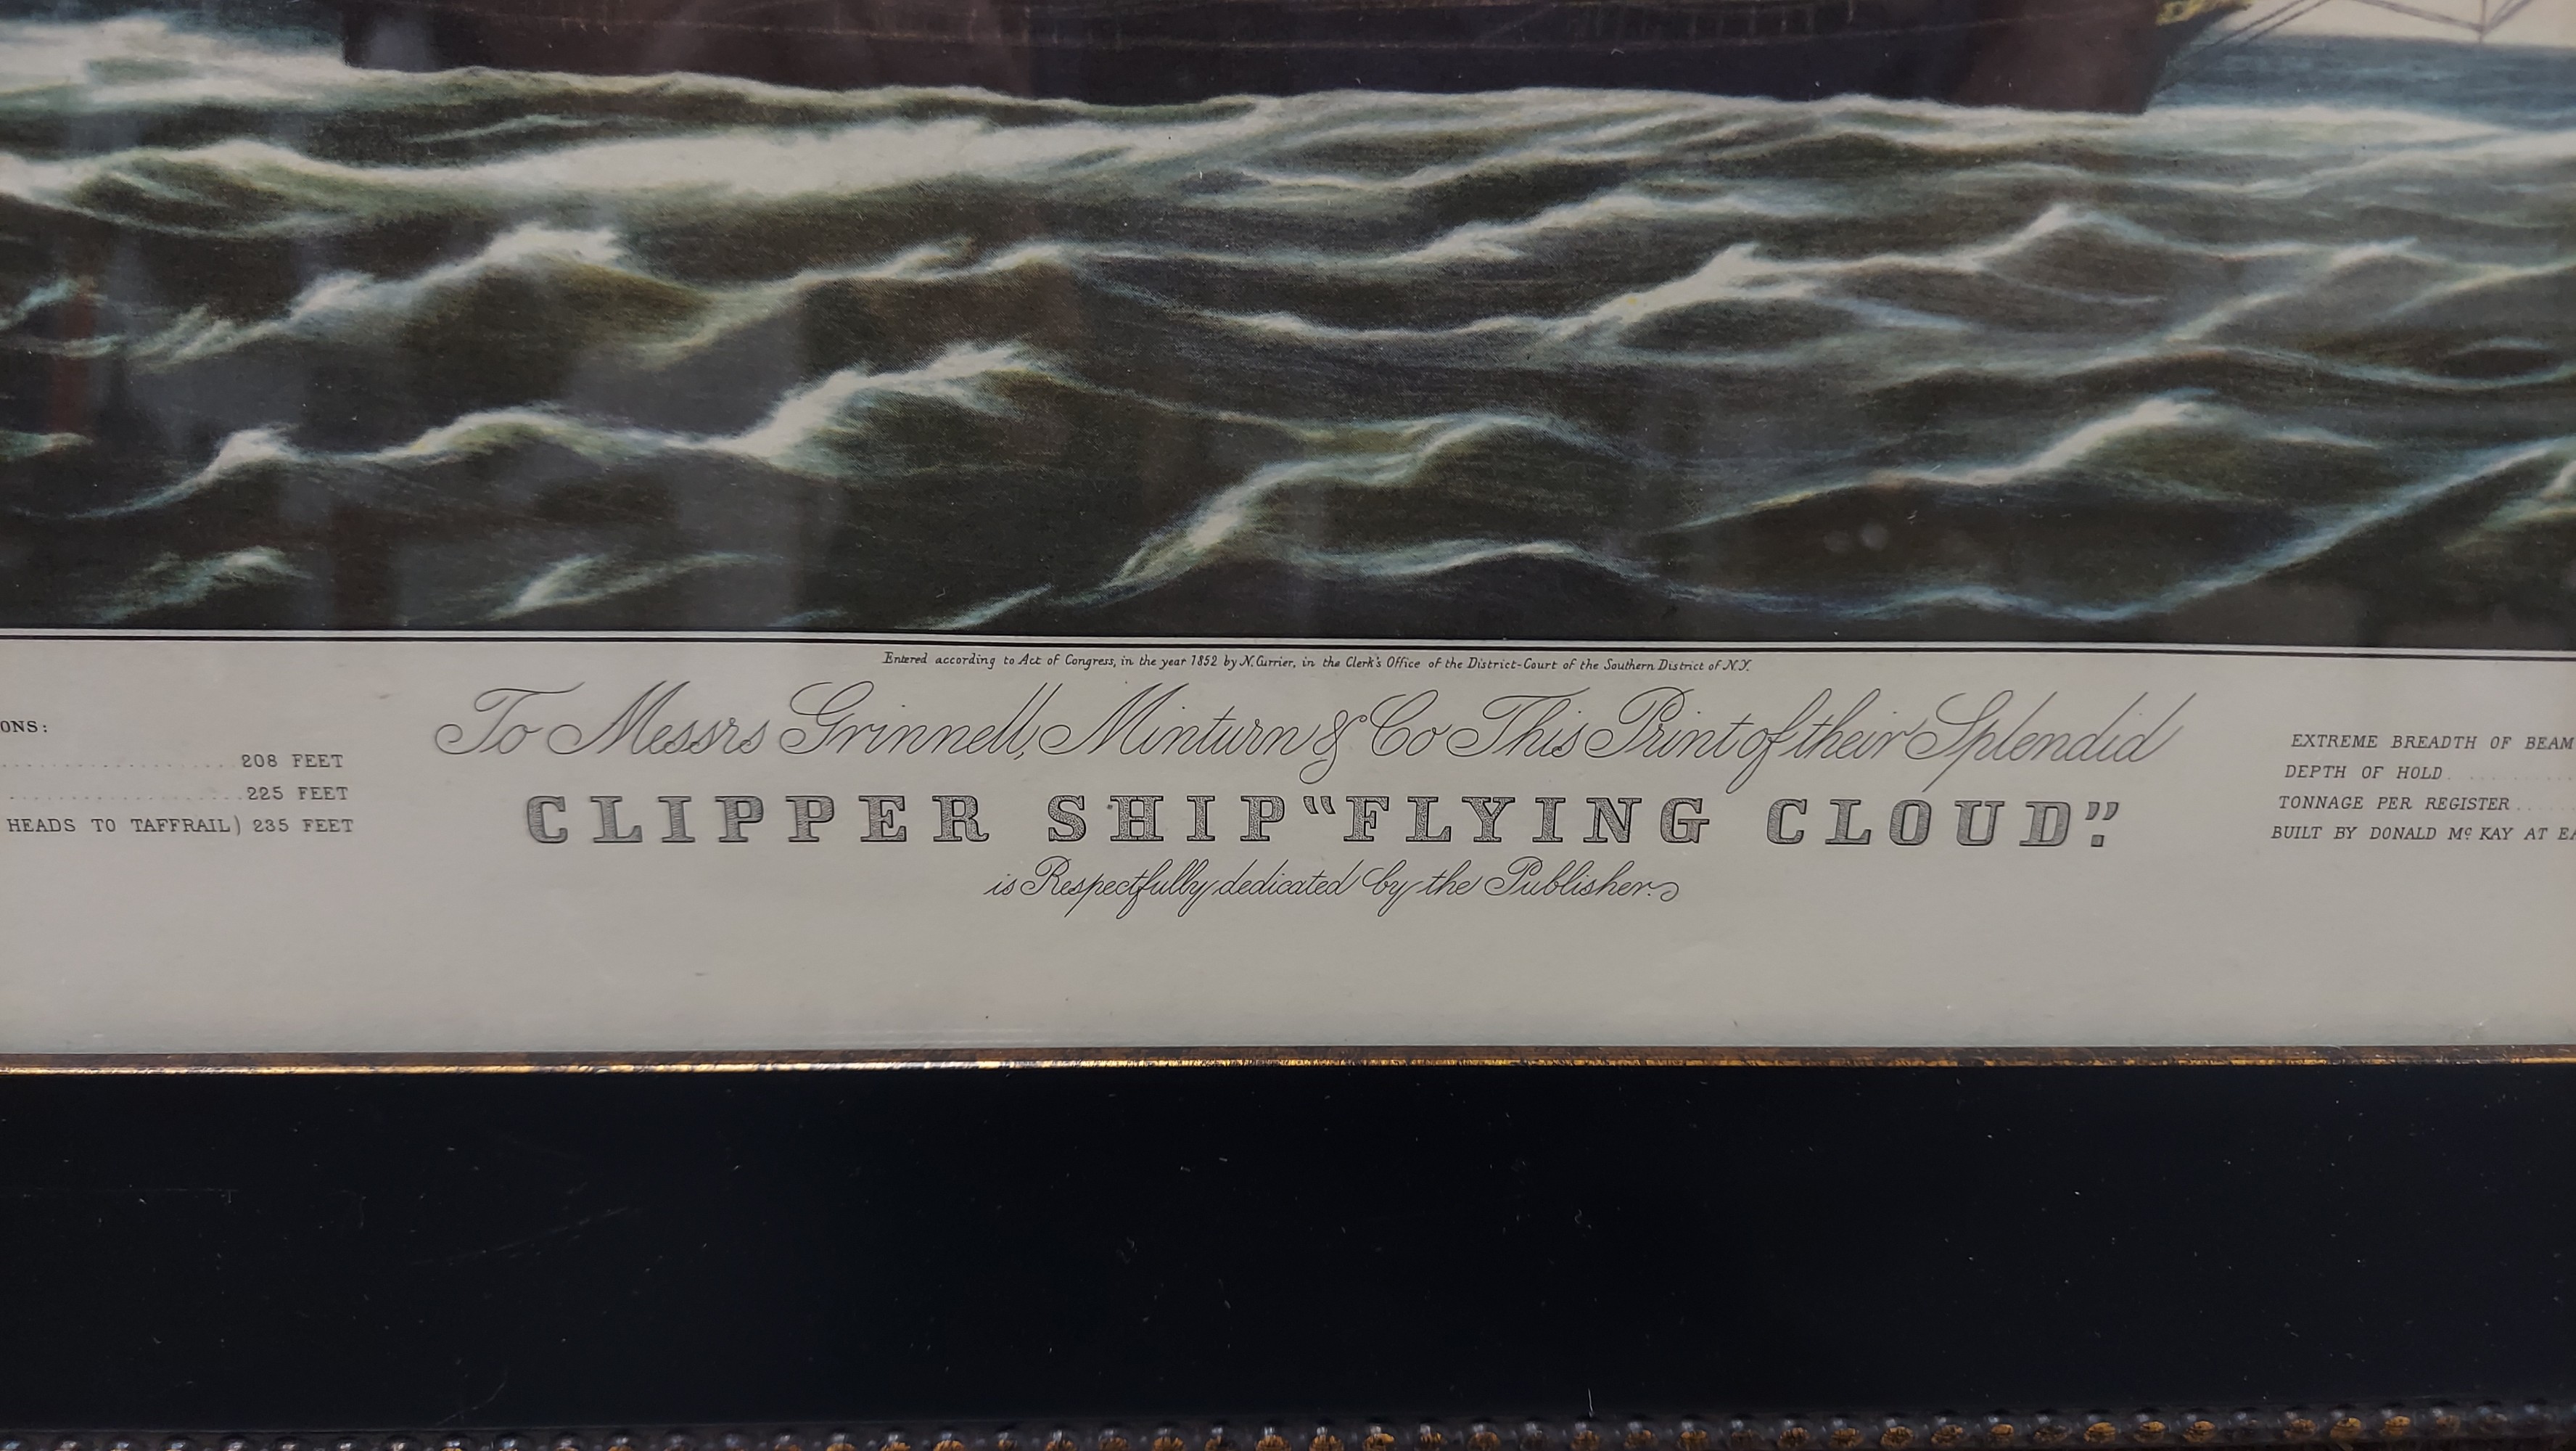 Entered according to Act of Congress, in the year 1852 by N. Currier, in the Clerk's Office of the District-Court of the Southern District of N.Y.
To Messrs Grinnell, Minturn & Co This Print of their Splendid
CLIPPER SHIP "FLYING CLOUD".
is Respectfully dedicated by the Publisher.
ONS:
208 FEET
225 FEET
HEADS TO TAFFRAIL) 235 FEET
EXTREME BREADTH OF BEAM
DEPTH OF HOLD
TONNAGE PER REGISTER
BUILT BY DONALD Mc KAY AT EA